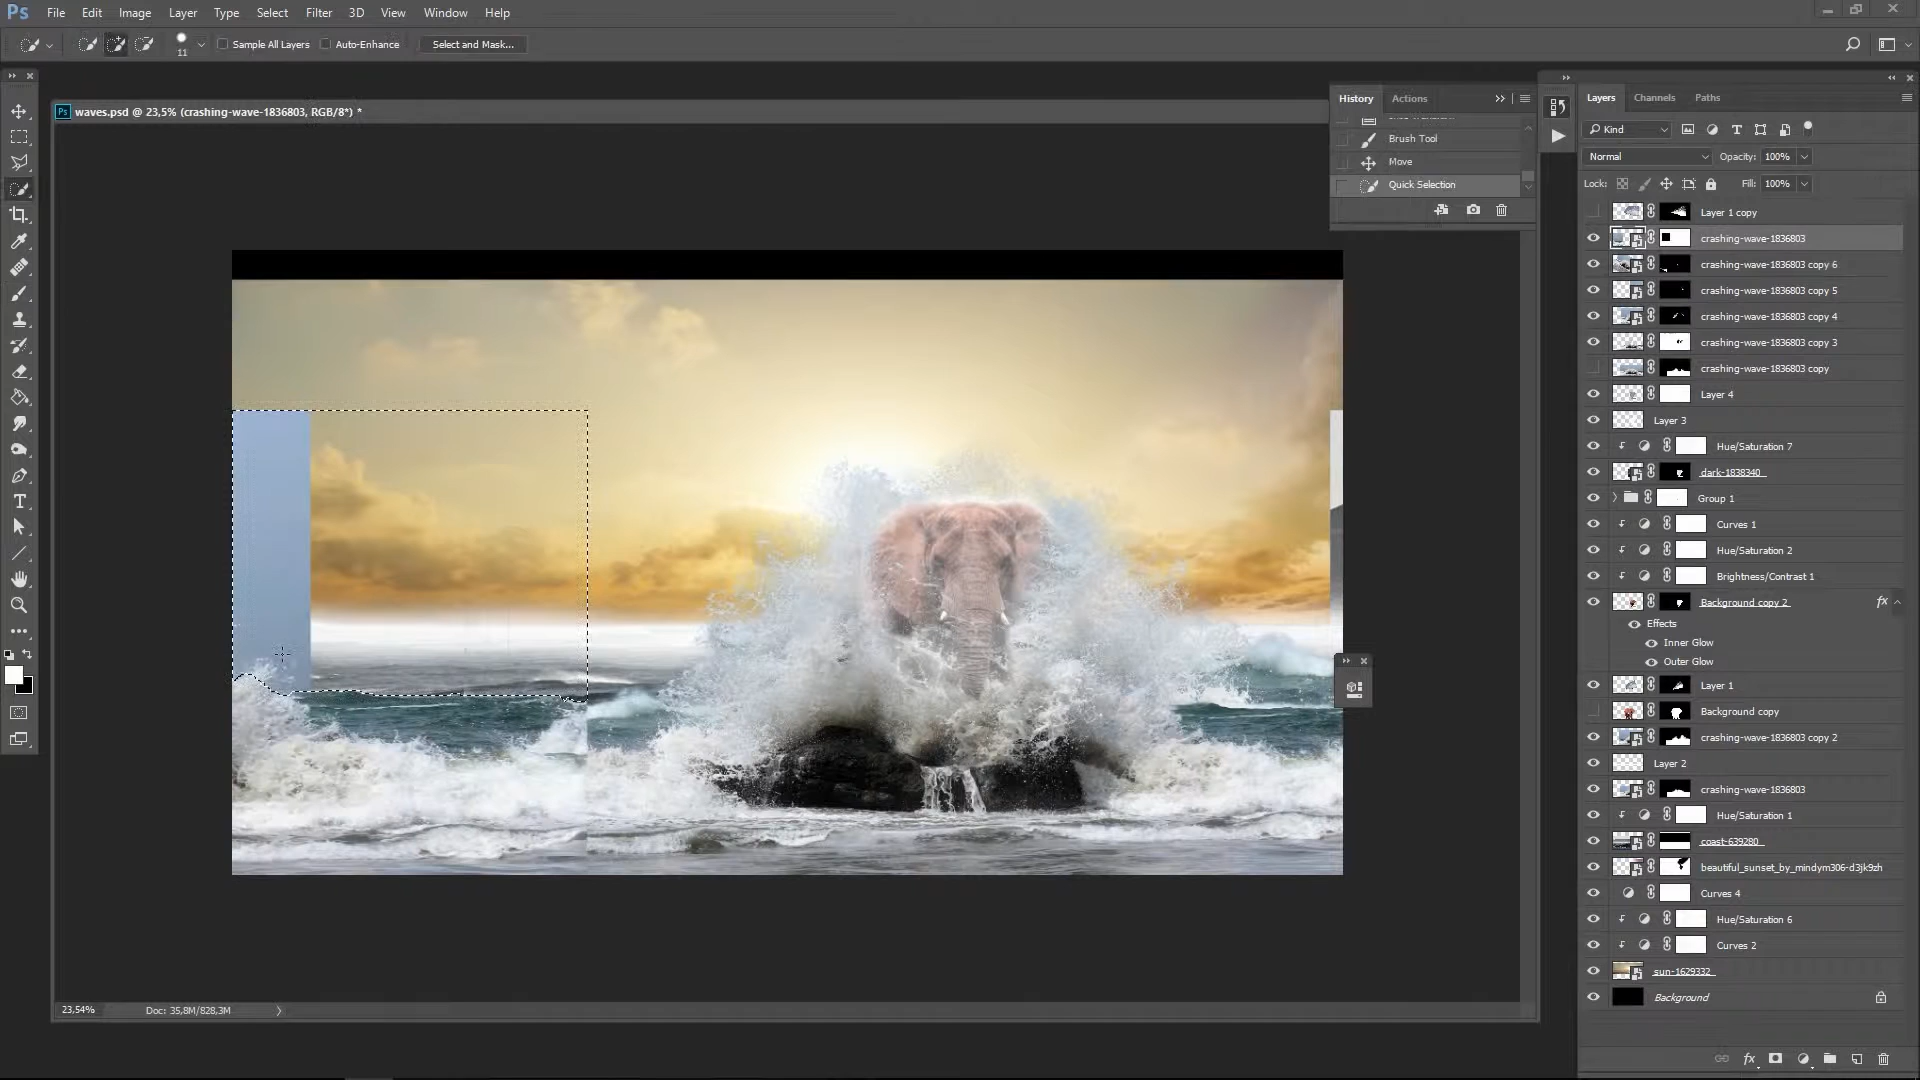 Ps File Edit Image Layer Type Select Filter 3D View Window Help
11 Sample All Layers Auto-Enhance Select and Mask...
Ps waves.psd @ 23,5% (crashing-wave-1836803, RGB/8*) *
History Actions
Brush Tool
Move
Quick Selection
Layers Channels Paths
Kind
Normal Opacity: 100%
Lock: Fill: 100%
Layer 1 copy
crashing-wave-1836803
crashing-wave-1836803 copy 6
crashing-wave-1836803 copy 5
crashing-wave-1836803 copy 4
crashing-wave-1836803 copy 3
crashing-wave-1836803 copy
Layer 4
Layer 3
Hue/Saturation 7
dark-1838340
Group 1
Curves 1
Hue/Saturation 2
Brightness/Contrast 1
Background copy 2 fx
Effects
Inner Glow
Outer Glow
Layer 1
Background copy
crashing-wave-1836803 copy 2
Layer 2
crashing-wave-1836803
Hue/Saturation 1
coast-639280
beautiful_sunset_by_mindym306-d3jk9zh
Curves 4
Hue/Saturation 6
Curves 2
sun-1629332
Background
fx
23,54% Doc: 35,8M/828,3M